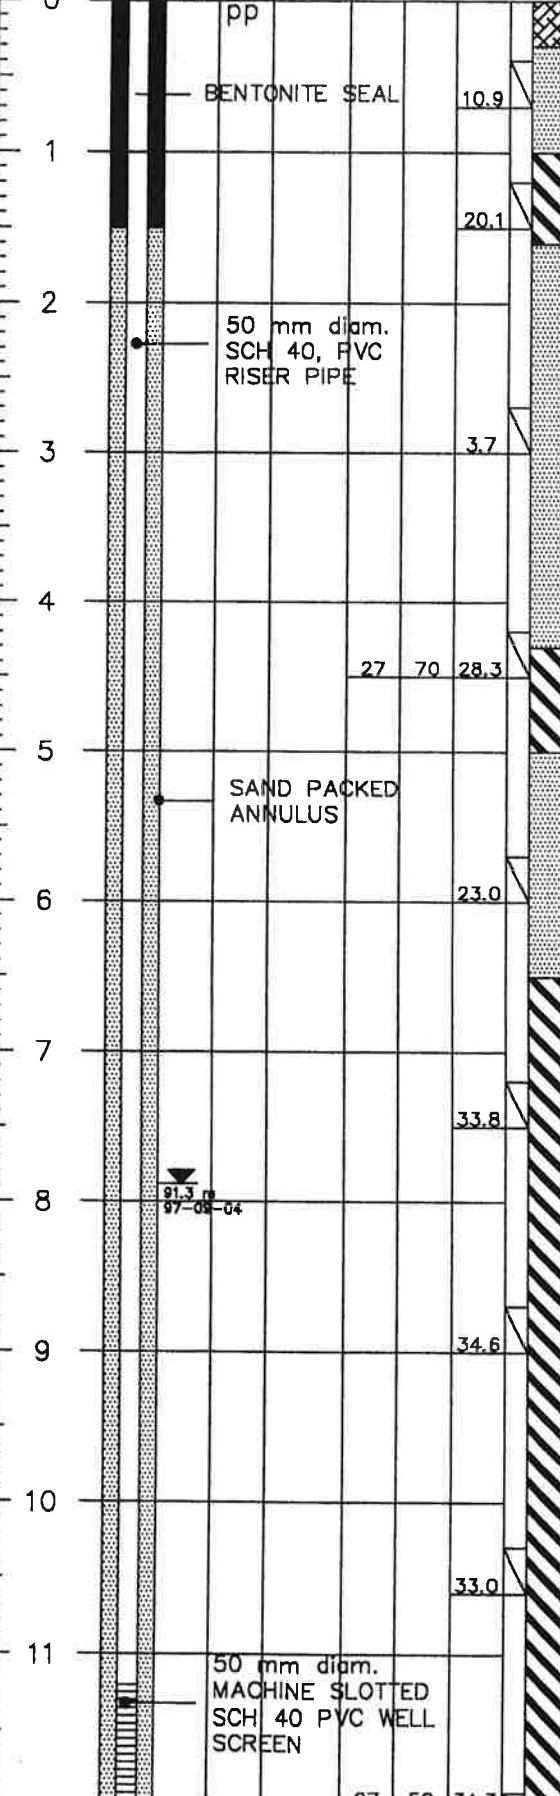 pp
BENTONITE SEAL
10.9
1
20.1
2
50 mm diam.
SCH 40, PVC
RISER PIPE
3
3.7
4
27 70 28.3
5
SAND PACKED
ANNULUS
6
23.0
7
33.8
91.3 m
8
97-09-04
9
34.6
10
33.0
11
50 mm diam.
MACHINE SLOTTED
SCH 40 PVC WELL
SCREEN